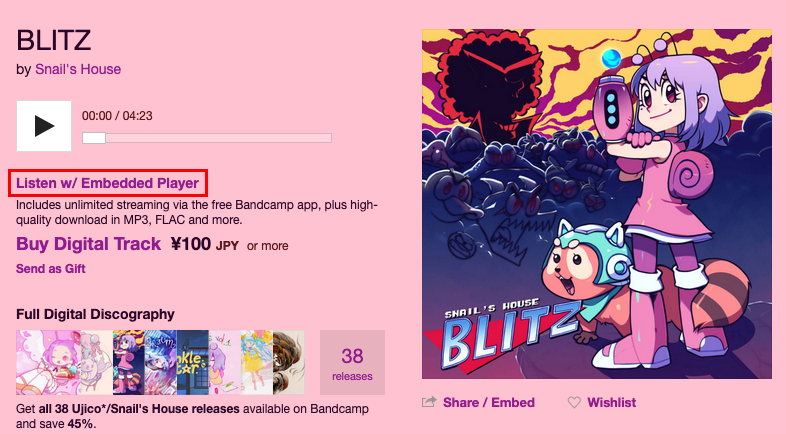 BLITZ
by Snail's House
00:00 / 04:23
Listen w/ Embedded Player
Includes unlimited streaming via the free Bandcamp app, plus high-
quality download in MP3, FLAC and more.
Buy Digital Track ¥100 JPY or more
Send as Gift
Full Digital Discography
nkle
38
releases
Get all 38 Ujico*/Snail's House releases available on Bandcamp
and save 45%.
SNAIL'S HOUSE
BLITZ
Share / Embed
Wishlist